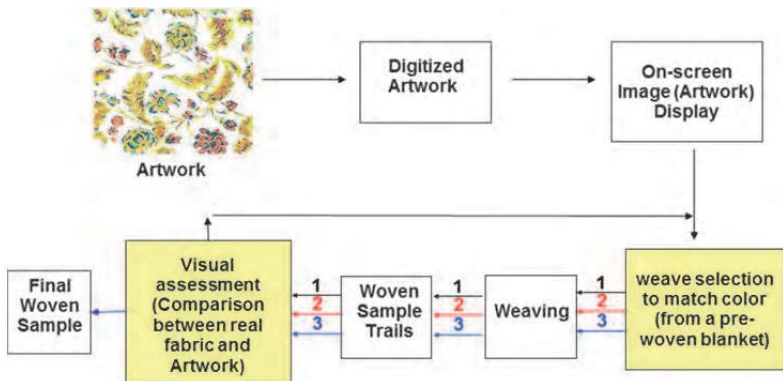 Artwork
Digitized
Artwork
On-screen
Image (Artwork)
Display
weave selection
to match color
(from a pre-
woven blanket)
1
2
3
Weaving
1
2
3
Woven
Sample
Trails
1
2
3
Visual
assessment
(Comparison
between real
fabric and
Artwork)
Final
Woven
Sample